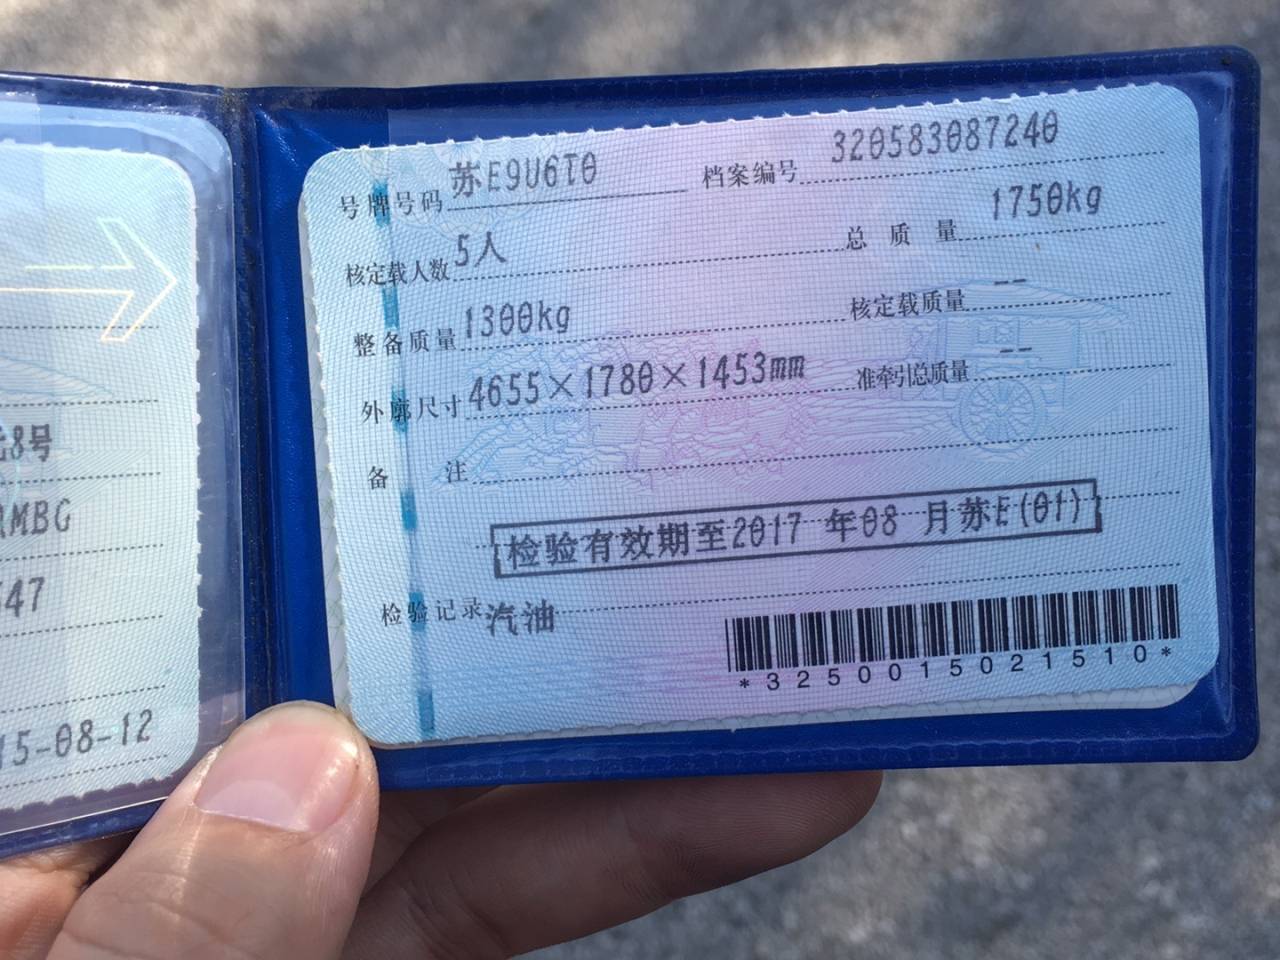 号牌号码 苏E9U6T0 档案编号 320583087240
核定载人数 5人 总质量 1750kg
整备质量 1300kg 核定载质量 --
外廓尺寸 4655×1780×1453mm 准牵引总质量 --
备注
检验有效期至2017 年08 月苏E(01)
检验记录 汽油
*3250015021510*
8号
MBG
47
15-08-12